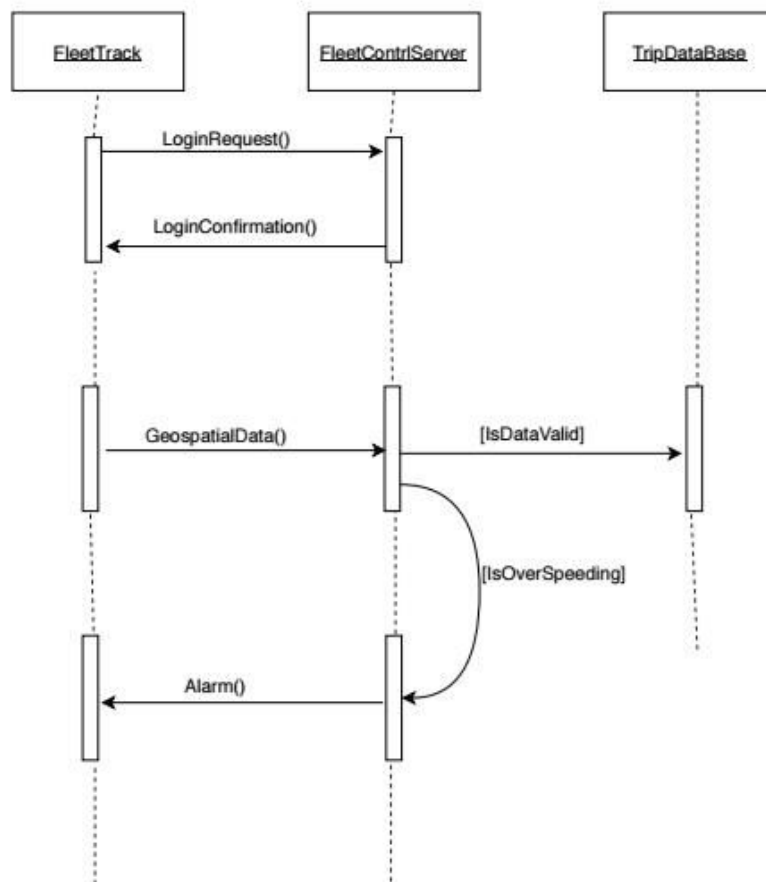 FleetTrack
FleetContrlServer
TripDataBase
LoginRequest()
LoginConfirmation()
GeospatialData()
[IsDataValid]
[IsOverSpeeding]
Alarm()